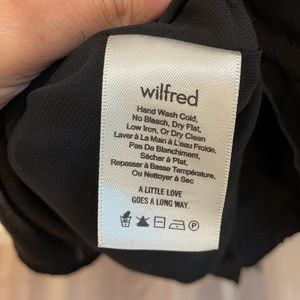 wilfred
Hand Wash Cold,
No Bleach, Dry Flat,
Low Iron, Or Dry Clean
Laver à La Main à L'eau Froide,
Pas De Blanchiment,
Sécher à Plat,
Repasser à Basse Température,
Ou Nettoyer à Sec
A LITTLE LOVE
GOES A LONG WAY.
P